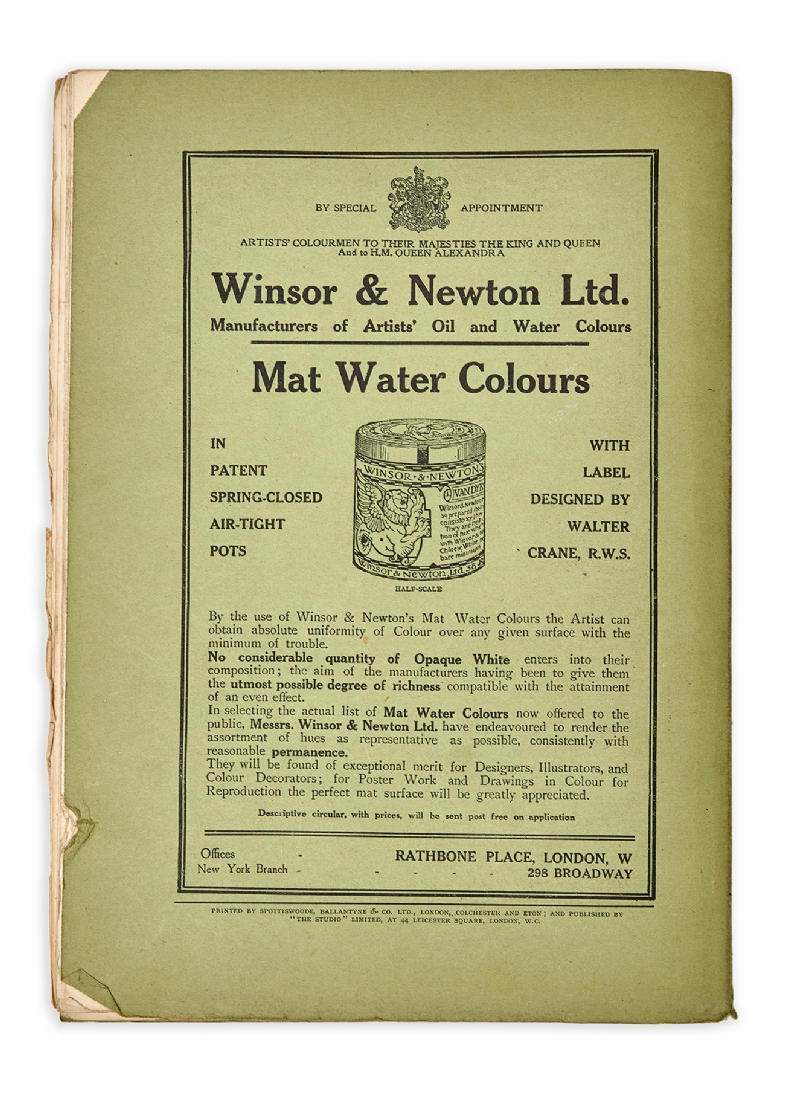 BY SPECIAL APPOINTMENT
ARTISTS' COLOURMEN TO THEIR MAJESTIES THE KING AND QUEEN
And to H.M. QUEEN ALEXANDRA
Winsor & Newton Ltd.
Manufacturers of Artists' Oil and Water Colours
Mat Water Colours
IN
PATENT
SPRING-CLOSED
AIR-TIGHT
POTS
WINSOR & NEWTON'S
Winsor & Newton, Ltd.
HALF-SCALE
WITH
LABEL
DESIGNED BY
WALTER
CRANE, R.W.S.
By the use of Winsor & Newton's Mat Water Colours the Artist can
obtain absolute uniformity of Colour over any given surface with the
minimum of trouble.
No considerable quantity of Opaque White enters into their
composition; the aim of the manufacturers having been to give them
the utmost possible degree of richness compatible with the attainment
of an even effect.
In selecting the actual list of Mat Water Colours now offered to the
public, Messrs. Winsor & Newton Ltd. have endeavoured to render the
assortment of hues as representative as possible, consistently with
reasonable permanence.
They will be found of exceptional merit for Designers, Illustrators, and
Colour Decorators; for Poster Work and Drawings in Colour for
Reproduction the perfect mat surface will be greatly appreciated.
Descriptive circular, with prices, will be sent post free on application
Offices - RATHBONE PLACE, LONDON, W
New York Branch - - - - - 298 BROADWAY
PRINTED BY SPOTTISWOODE, BALLANTYNE & CO. LTD., LONDON, COLCHESTER AND ETON; AND PUBLISHED BY
"THE STUDIO" LIMITED, AT 44 LEICESTER SQUARE, LONDON, W.C.